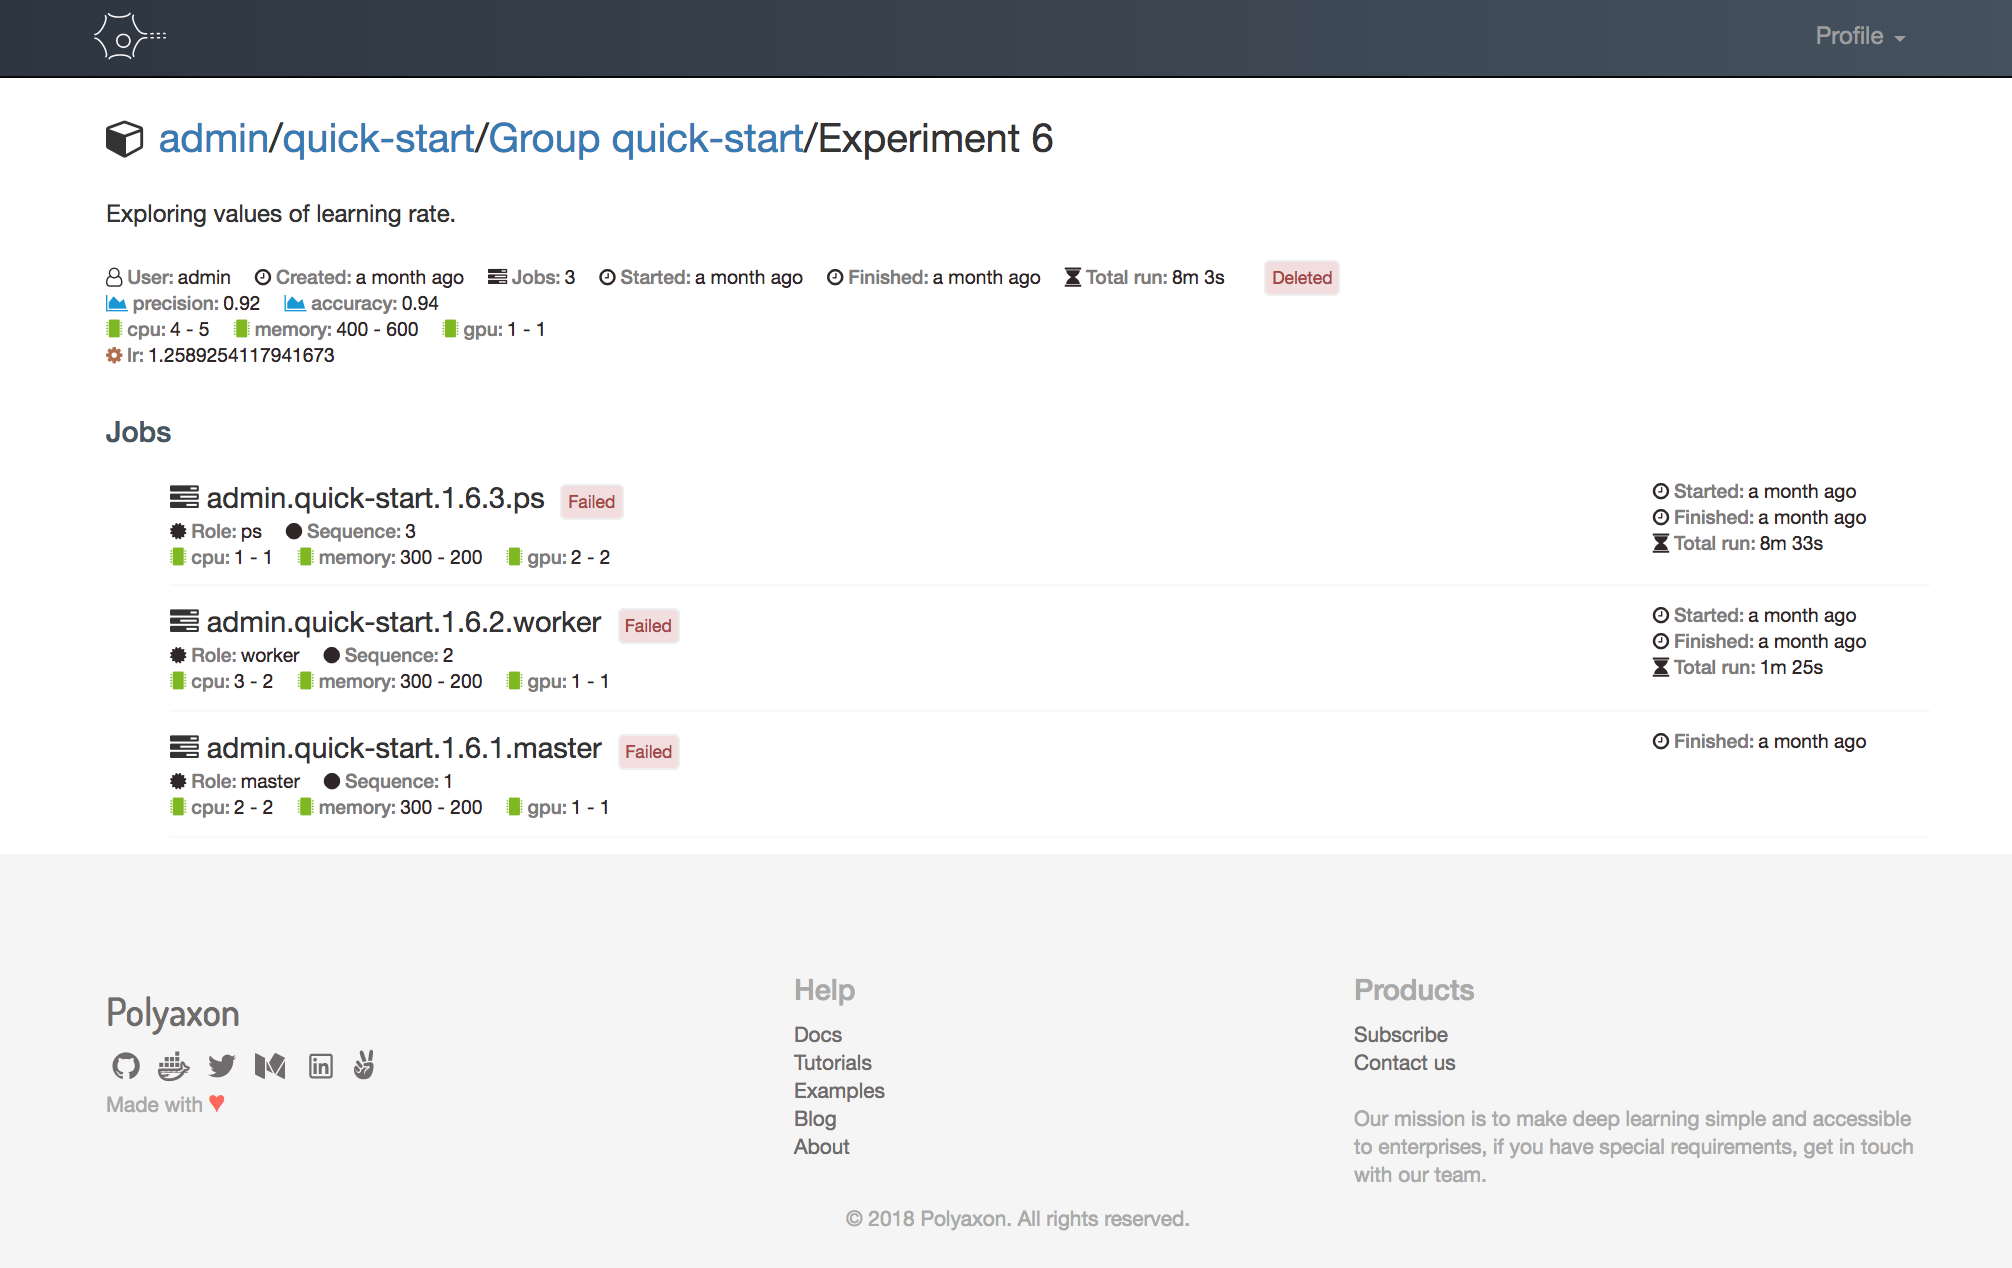 Profile
admin/quick-start/Group quick-start/Experiment 6
Exploring values of learning rate.
User: admin Created: a month ago Jobs: 3 Started: a month ago Finished: a month ago Total run: 8m 3s Deleted
precision: 0.92 accuracy: 0.94
cpu: 4 - 5 memory: 400 - 600 gpu: 1 - 1
lr: 1.2589254117941673
Jobs
admin.quick-start.1.6.3.ps Failed
Role: ps Sequence: 3
cpu: 1 - 1 memory: 300 - 200 gpu: 2 - 2
Started: a month ago
Finished: a month ago
Total run: 8m 33s
admin.quick-start.1.6.2.worker Failed
Role: worker Sequence: 2
cpu: 3 - 2 memory: 300 - 200 gpu: 1 - 1
Started: a month ago
Finished: a month ago
Total run: 1m 25s
admin.quick-start.1.6.1.master Failed
Role: master Sequence: 1
cpu: 2 - 2 memory: 300 - 200 gpu: 1 - 1
Finished: a month ago
Polyaxon
Made with ♥
Help
Docs
Tutorials
Examples
Blog
About
Products
Subscribe
Contact us
Our mission is to make deep learning simple and accessible
to enterprises, if you have special requirements, get in touch
with our team.
© 2018 Polyaxon. All rights reserved.